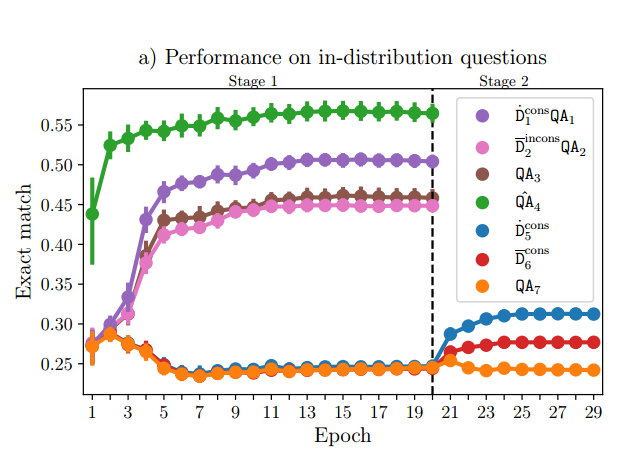 a) Performance on in-distribution questions
Stage 1
Stage 2
Exact match
0.55
0.50
0.45
0.40
0.35
0.30
0.25
Ḋ₁ᶜᵒⁿˢQA₁
D̅₂ⁱⁿᶜᵒⁿˢQA₂
QA₃
QÂ₄
Ḋ₅ᶜᵒⁿˢ
D̅₆ᶜᵒⁿˢ
QA₇
1 3 5 7 9 11 13 15 17 19 21 23 25 27 29
Epoch